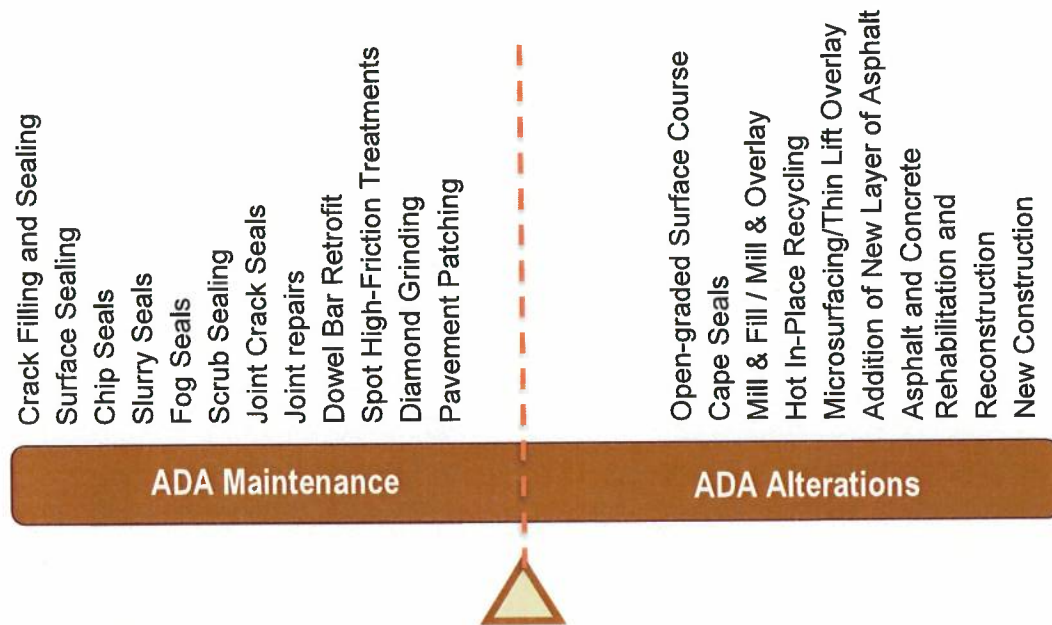 Crack Filling and Sealing
Surface Sealing
Chip Seals
Slurry Seals
Fog Seals
Scrub Sealing
Joint Crack Seals
Joint repairs
Dowel Bar Retrofit
Spot High-Friction Treatments
Diamond Grinding
Pavement Patching
Open-graded Surface Course
Cape Seals
Mill & Fill / Mill & Overlay
Hot In-Place Recycling
Microsurfacing/Thin Lift Overlay
Addition of New Layer of Asphalt
Asphalt and Concrete
Rehabilitation and
Reconstruction
New Construction
ADA Maintenance
ADA Alterations